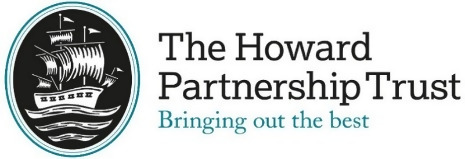 The Howard
Partnership Trust
Bringing out the best